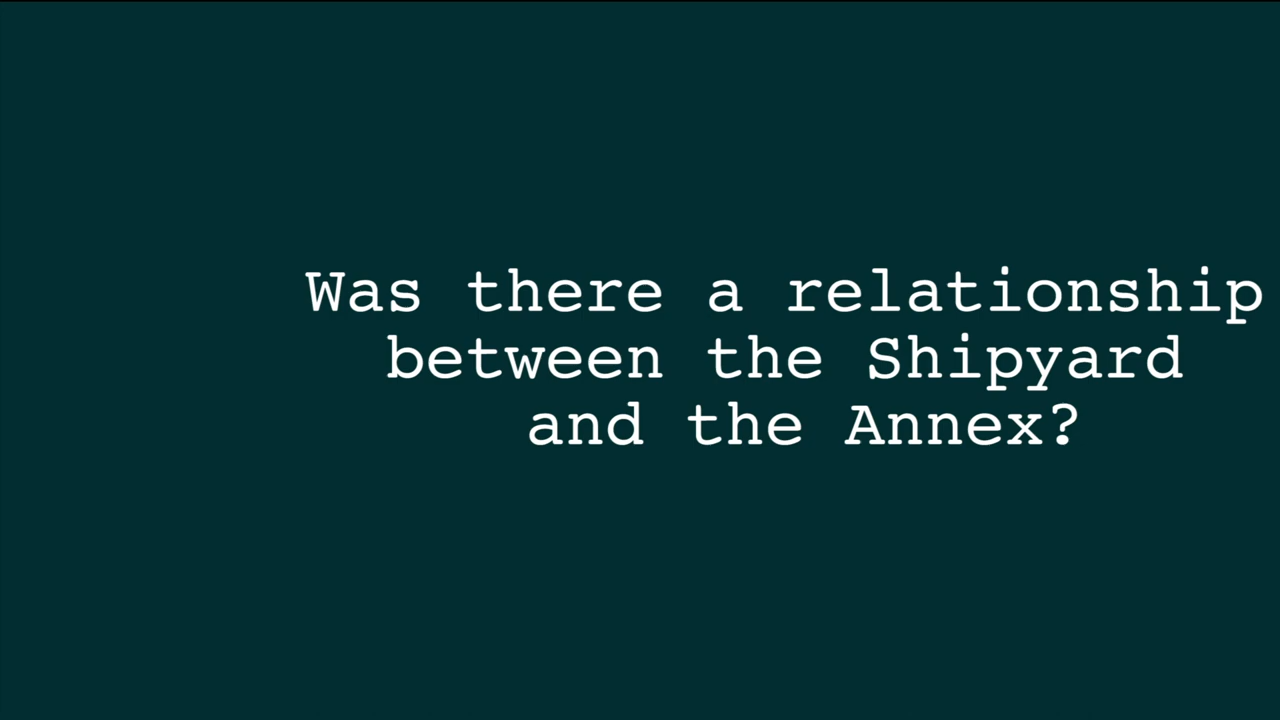 Was there a relationship
between the Shipyard
and the Annex?